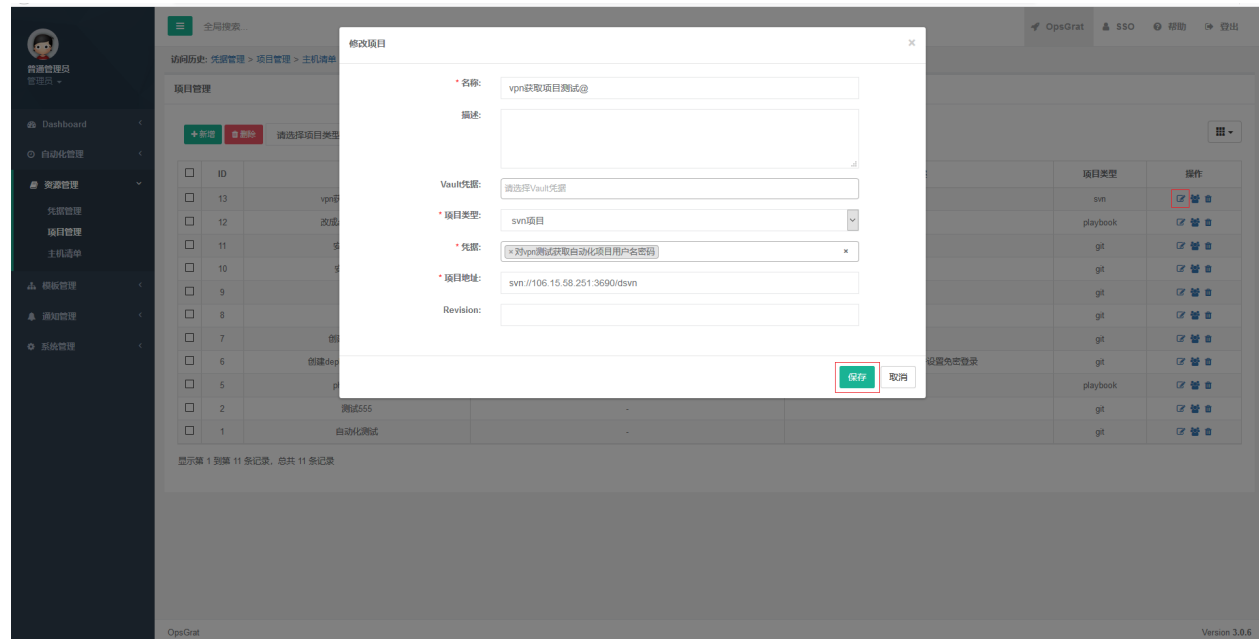 全局搜索...
OpsGrat SSO 帮助 登出
普通管理员
管理员
访问历史: 凭据管理 > 项目管理 > 主机清单
项目管理
+新增 删除 请选择项目类型
Dashboard
自动化管理
资源管理
凭据管理
项目管理
主机清单
模板管理
通知管理
系统管理
修改项目 ×
* 名称: vpn获取项测试@
描述:
Vault凭据: 请选择Vault凭据
* 项目类型: svn项目
* 凭据: ×对vpn测试获取自动化项目用户名密码 ×
* 项目地址: svn://106.15.58.251:3690/dsvn
Revision:
保存 取消
ID 项目类型 操作
13 svn
12 改成 playbook
11 git
10 git
9 git
8 git
7 git
6 创建dep 设置免密登录 git
5 playbook
2 测试555 - git
1 自动化测试 - git
显示第 1 到第 11 条记录，总共 11 条记录
OpsGrat Version 3.0.6